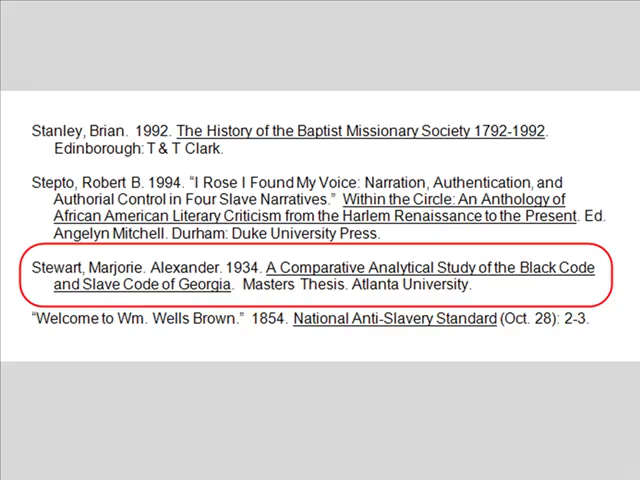 Stanley, Brian. 1992. The History of the Baptist Missionary Society 1792-1992.
Edinborough: T & T Clark.
Stepto, Robert B. 1994. “I Rose I Found My Voice: Narration, Authentication, and
Authorial Control in Four Slave Narratives.” Within the Circle: An Anthology of
African American Literary Criticism from the Harlem Renaissance to the Present. Ed.
Angelyn Mitchell. Durham: Duke University Press.
Stewart, Marjorie. Alexander. 1934. A Comparative Analytical Study of the Black Code
and Slave Code of Georgia. Masters Thesis. Atlanta University.
“Welcome to Wm. Wells Brown.” 1854. National Anti-Slavery Standard (Oct. 28): 2-3.